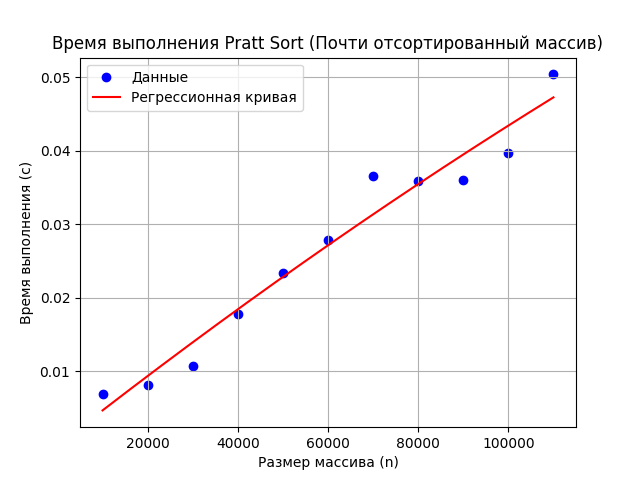 Время выполнения Pratt Sort (Почти отсортированный массив)
Данные
Регрессионная кривая
Время выполнения (с)
0.05
0.04
0.03
0.02
0.01
20000 40000 60000 80000 100000
Размер массива (n)